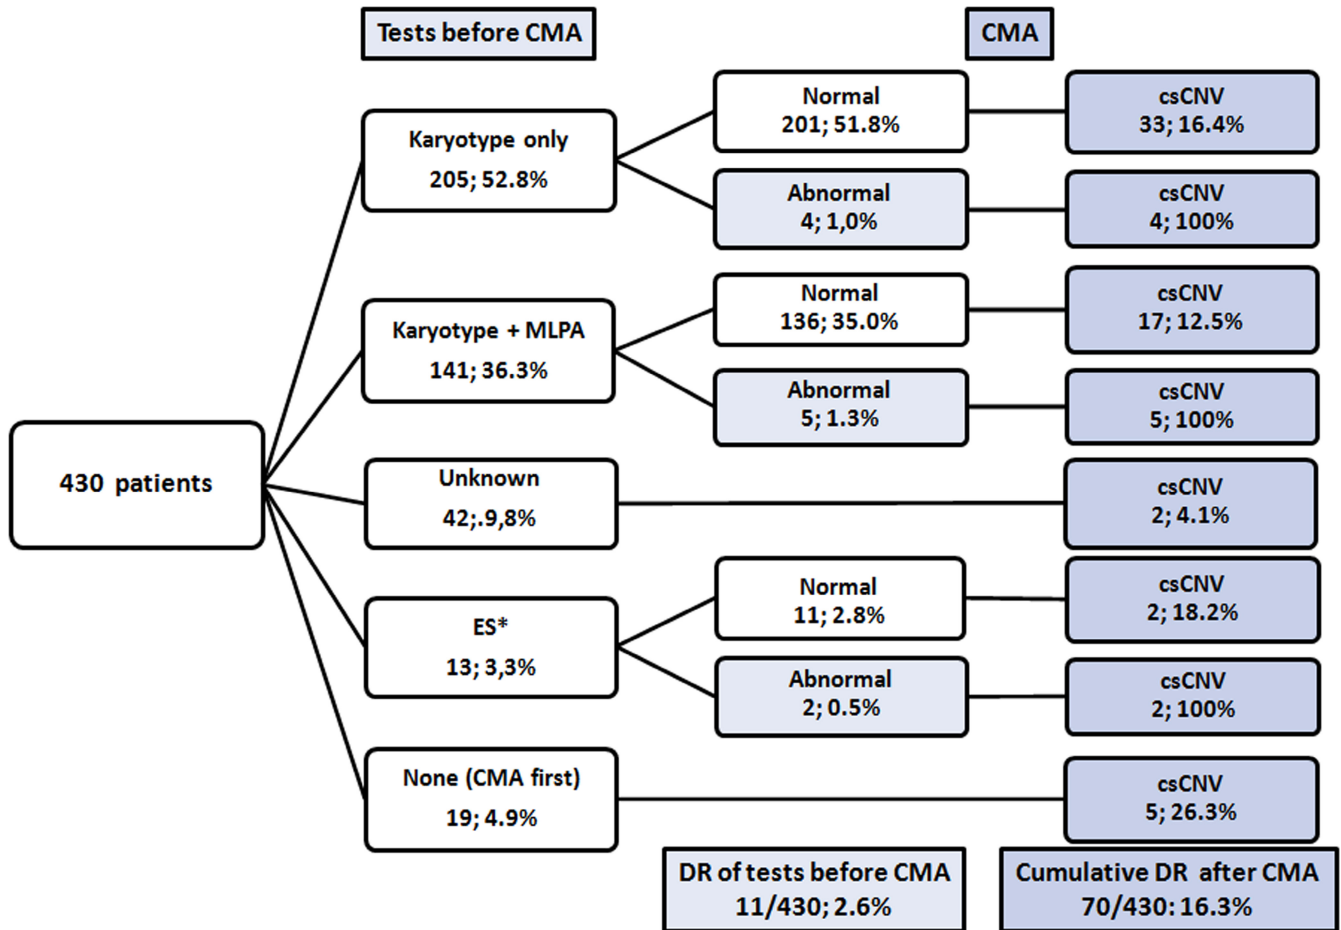 Tests before CMA
CMA
430 patients
Karyotype only
205; 52.8%
Normal
201; 51.8%
csCNV
33; 16.4%
Abnormal
4; 1,0%
csCNV
4; 100%
Karyotype + MLPA
141; 36.3%
Normal
136; 35.0%
csCNV
17; 12.5%
Abnormal
5; 1.3%
csCNV
5; 100%
Unknown
42;.9,8%
csCNV
2; 4.1%
ES*
13; 3,3%
Normal
11; 2.8%
csCNV
2; 18.2%
Abnormal
2; 0.5%
csCNV
2; 100%
None (CMA first)
19; 4.9%
csCNV
5; 26.3%
DR of tests before CMA
11/430; 2.6%
Cumulative DR after CMA
70/430: 16.3%